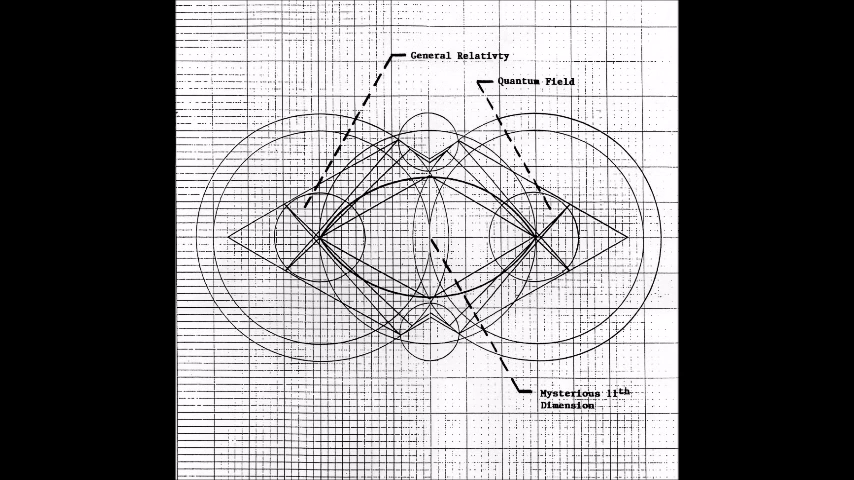 General Relativty
Quantum Field
Mysterious 11th
Dimension